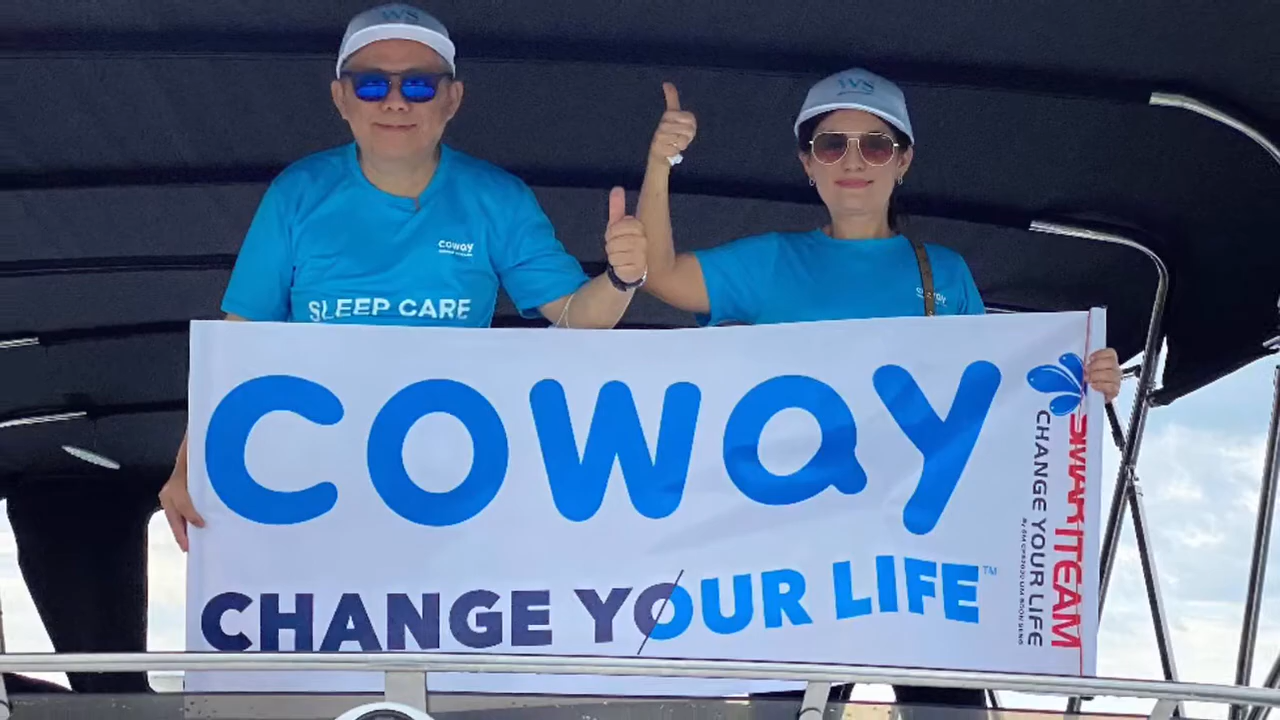 WS
WS
coway
SLEEP CARE
coway
coway
CHANGE YOUR LIFE™
SMARTTEAM
CHANGE YOUR LIFE